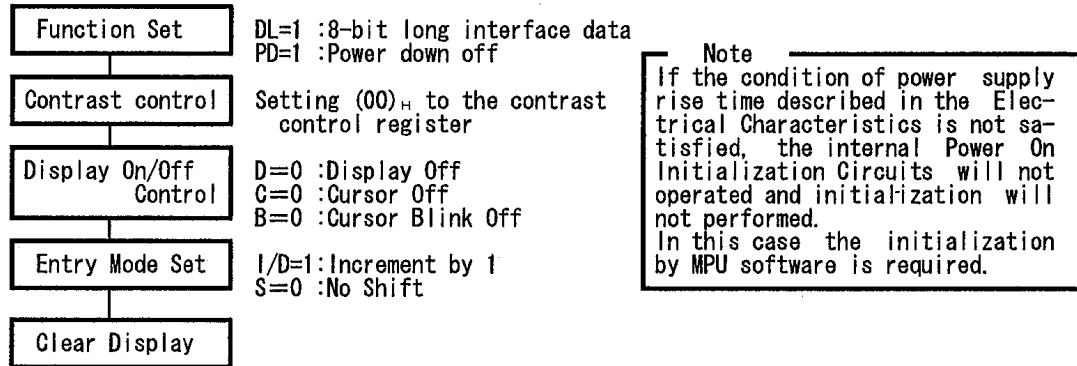 Function Set
DL=1 :8-bit long interface data
PD=1 :Power down off
Contrast control
Setting (00)H to the contrast
control register
Display On/Off
Control
D=0 :Display Off
C=0 :Cursor Off
B=0 :Cursor Blink Off
Entry Mode Set
I/D=1:Increment by 1
S=0 :No Shift
Clear Display
Note
If the condition of power supply
rise time described in the Elec-
trical Characteristics is not sa-
tisfied, the internal Power On
Initialization Circuits will not
operated and initialization will
not performed.
In this case the initialization
by MPU software is required.